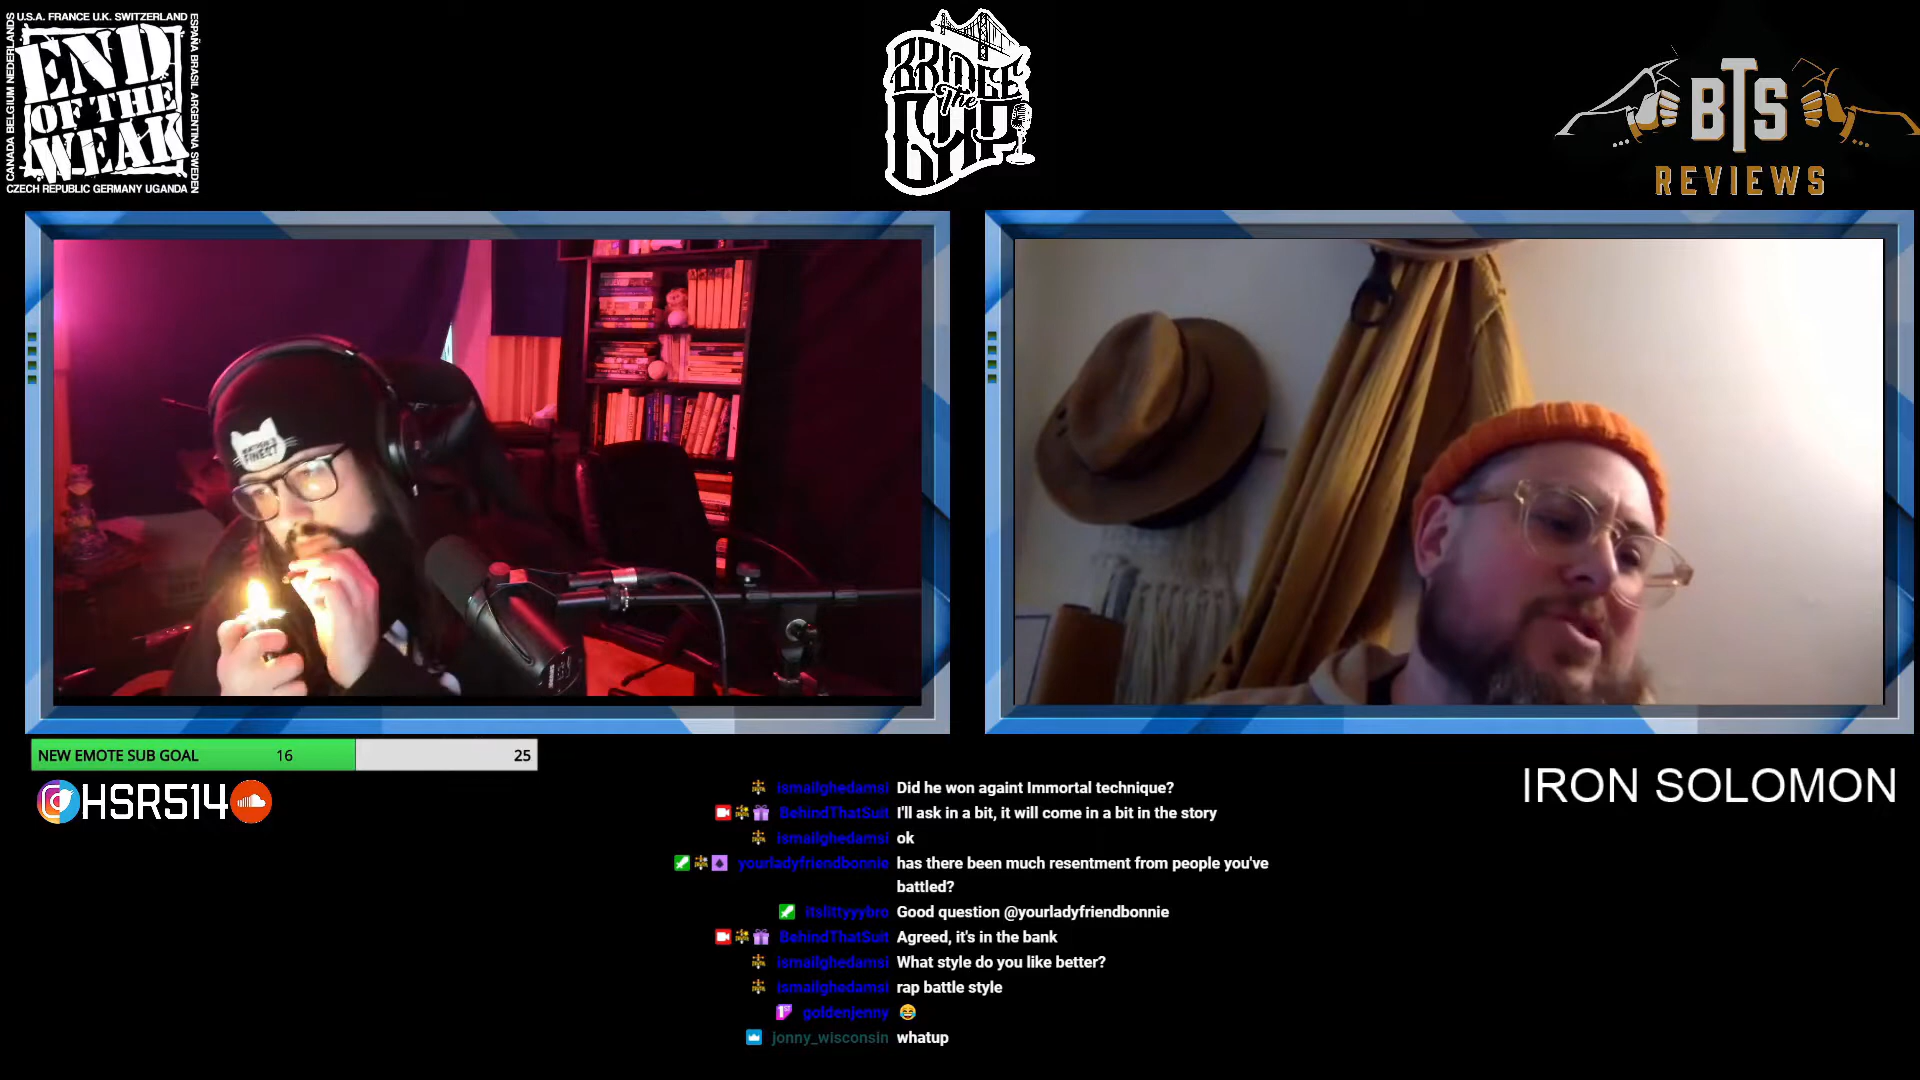 U.S.A. FRANCE U.K. SWITZERLAND
CANADA BELGIUM NEDERLANDS
END
OF THE
WEAK
ESPAÑA BRASIL ARGENTINA SWEDEN
CZECH REPUBLIC GERMANY UGANDA
BRIDGE
The
GAP
BTS
REVIEWS
FINEST
NEW EMOTE SUB GOAL 16 25
HSR514
IRON SOLOMON
ismailghedamsi Did he won againt Immortal technique?
BehindThatSuit I'll ask in a bit, it will come in a bit in the story
ismailghedamsi ok
yourladyfriendbonnie has there been much resentment from people you've
battled?
itslittyyybro Good question @yourladyfriendbonnie
BehindThatSuit Agreed, it's in the bank
ismailghedamsi What style do you like better?
ismailghedamsi rap battle style
goldenjenny 😂
jonny_wisconsin whatup